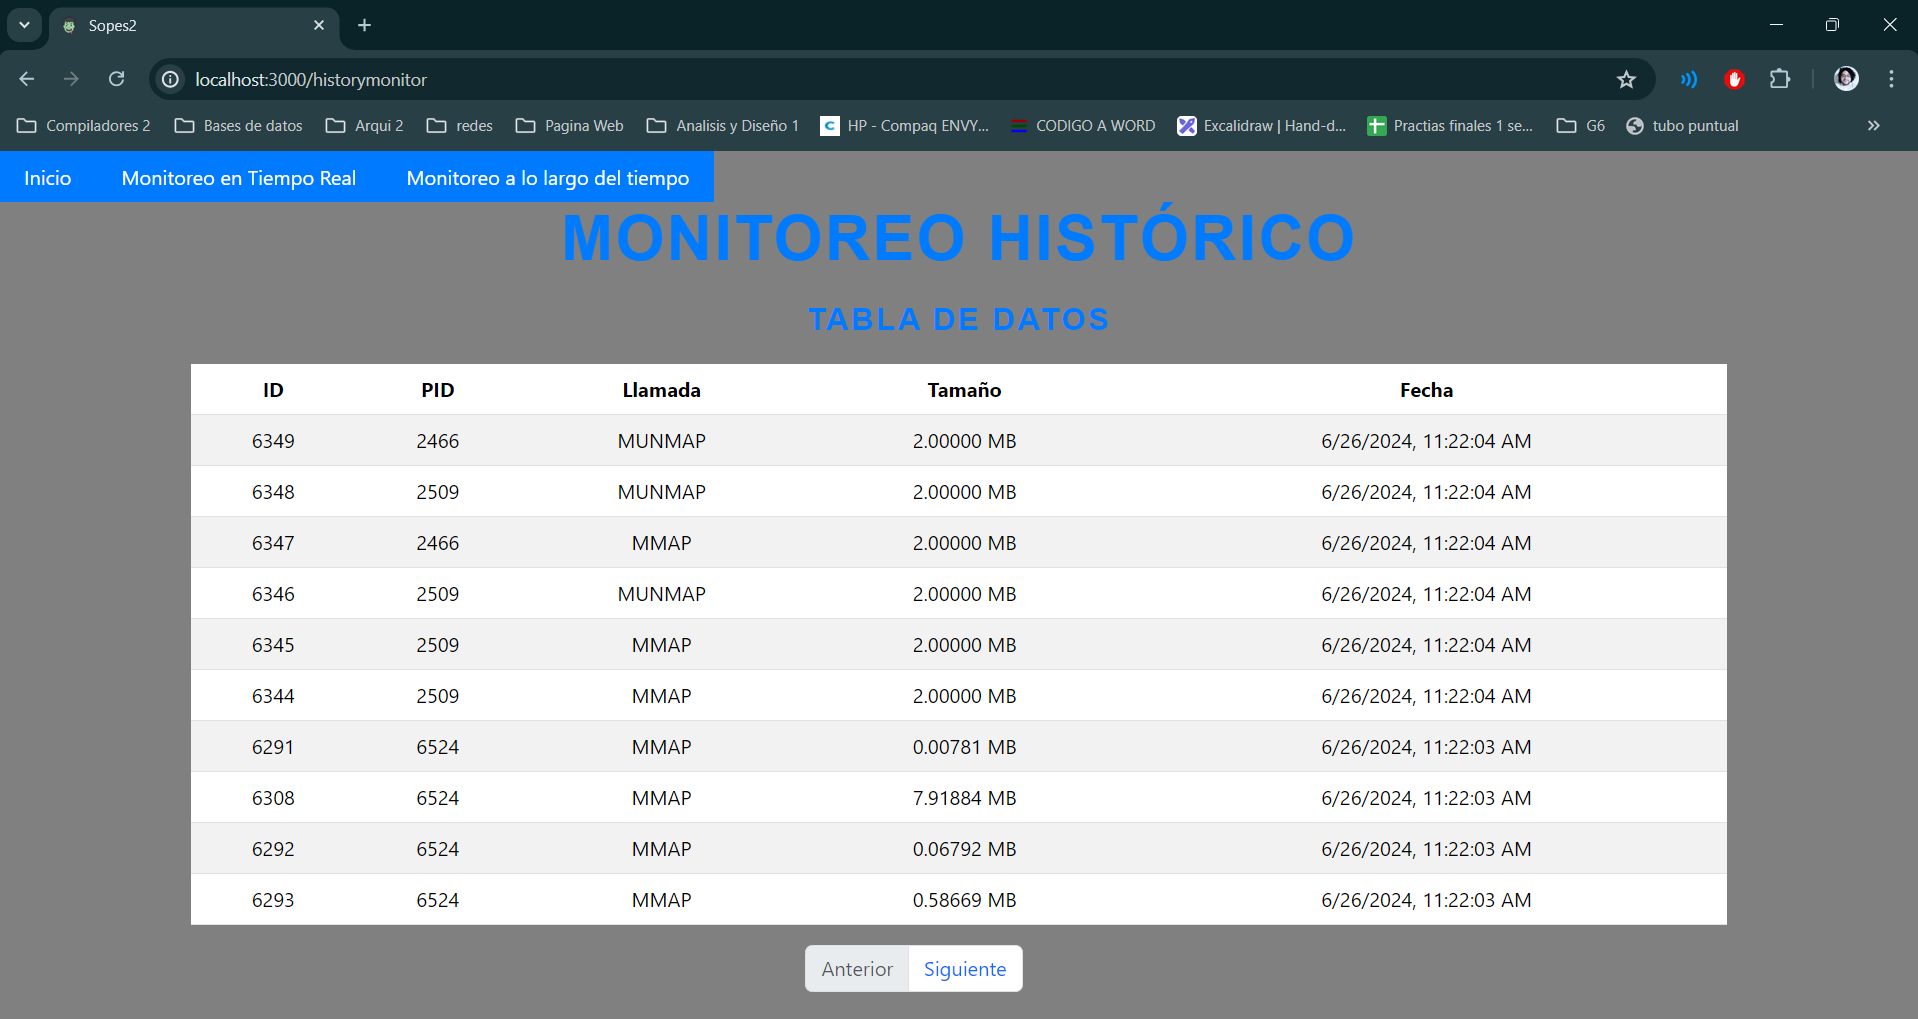 Sopes2
localhost:3000/historymonitor
Compiladores 2 Bases de datos Arqui 2 redes Pagina Web Analisis y Diseño 1 HP - Compaq ENVY... CODIGO A WORD Excalidraw | Hand-d... Practias finales 1 se... G6 tubo puntual
Inicio Monitoreo en Tiempo Real Monitoreo a lo largo del tiempo
MONITOREO HISTÓRICO
TABLA DE DATOS
ID PID Llamada Tamaño Fecha
6349 2466 MUNMAP 2.00000 MB 6/26/2024, 11:22:04 AM
6348 2509 MUNMAP 2.00000 MB 6/26/2024, 11:22:04 AM
6347 2466 MMAP 2.00000 MB 6/26/2024, 11:22:04 AM
6346 2509 MUNMAP 2.00000 MB 6/26/2024, 11:22:04 AM
6345 2509 MMAP 2.00000 MB 6/26/2024, 11:22:04 AM
6344 2509 MMAP 2.00000 MB 6/26/2024, 11:22:04 AM
6291 6524 MMAP 0.00781 MB 6/26/2024, 11:22:03 AM
6308 6524 MMAP 7.91884 MB 6/26/2024, 11:22:03 AM
6292 6524 MMAP 0.06792 MB 6/26/2024, 11:22:03 AM
6293 6524 MMAP 0.58669 MB 6/26/2024, 11:22:03 AM
Anterior Siguiente